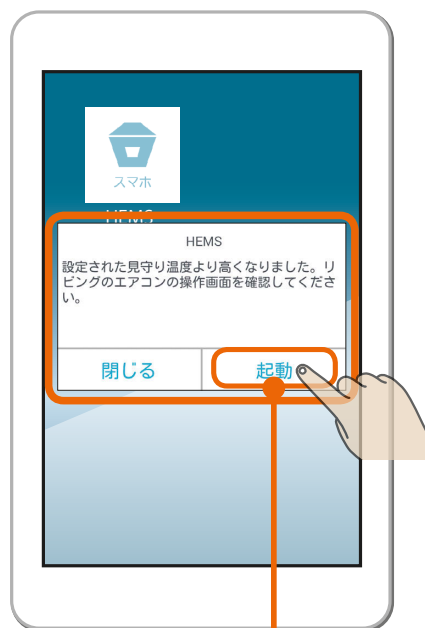 スマホ
HEMS
HEMS
設定された見守り温度より高くなりました。リ
ビングのエアコンの操作画面を確認してくださ
い。
閉じる
起動